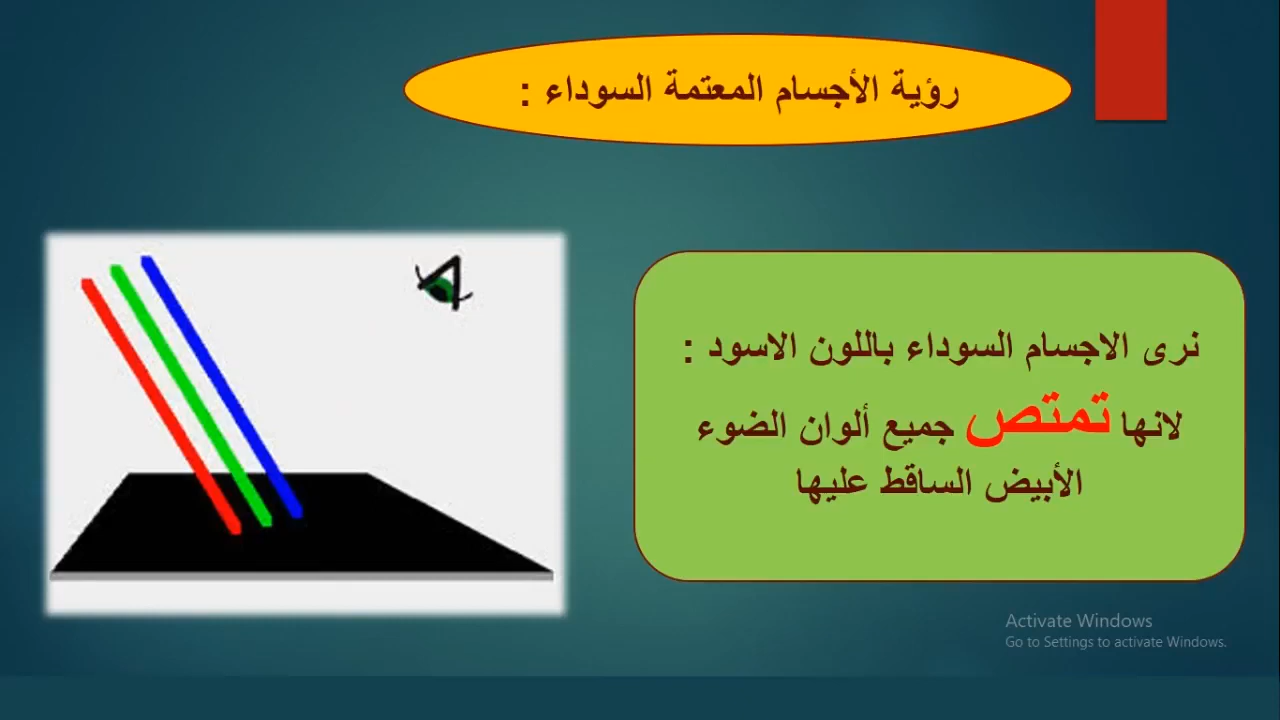 رؤية الأجسام المعتمة السوداء :
نرى الاجسام السوداء باللون الاسود :
لانها تمتص جميع ألوان الضوء
الأبيض الساقط عليها
Activate Windows
Go to Settings to activate Windows.